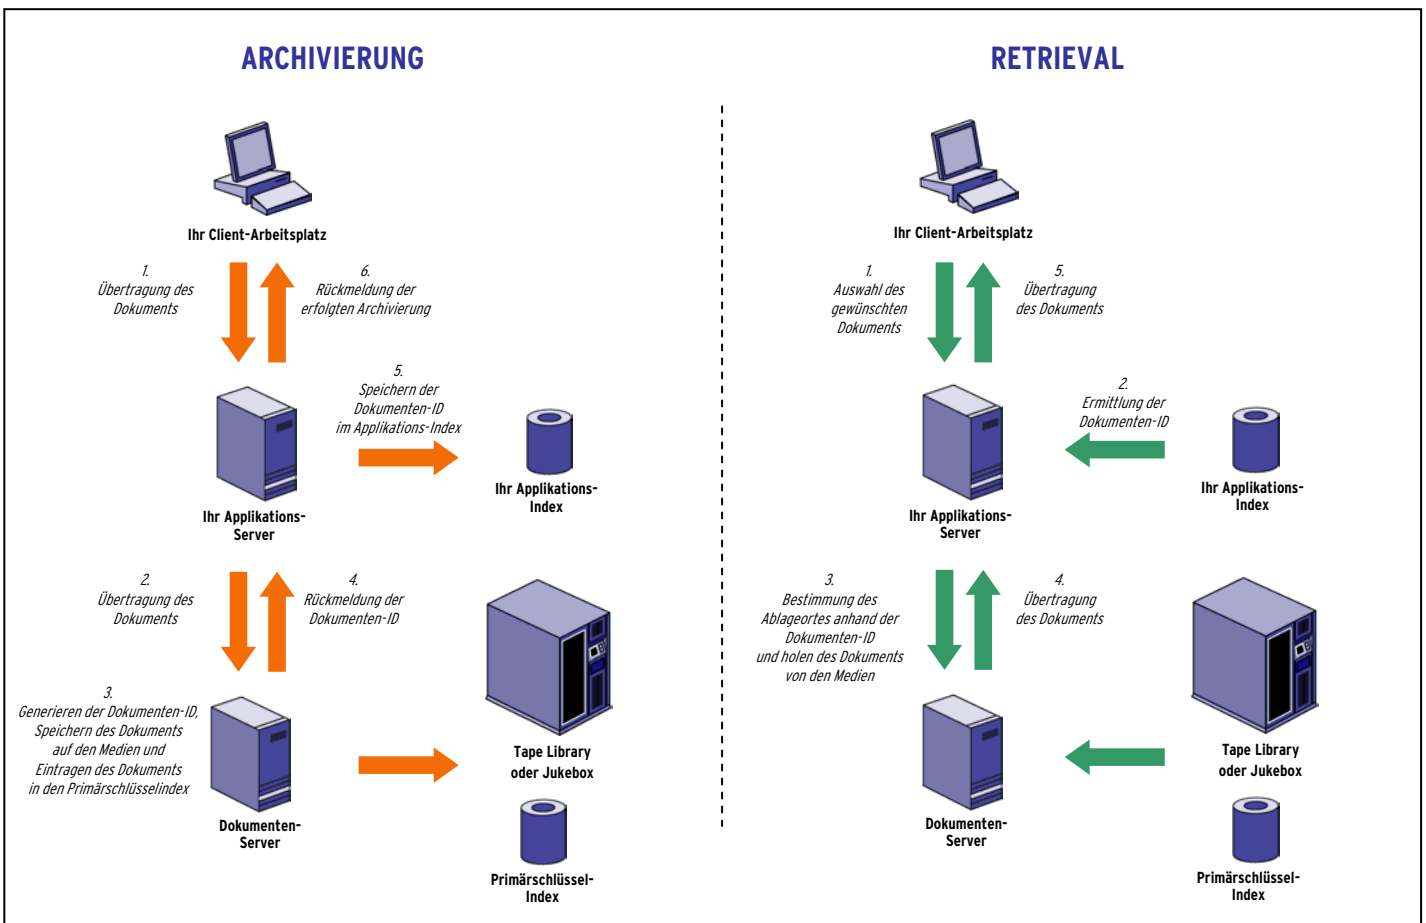 ARCHIVIERUNG
Ihr Client-Arbeitsplatz
1.
Übertragung des
Dokuments
6.
Rückmeldung der
erfolgten Archivierung
5.
Speichern der
Dokumenten-ID
im Applikations-Index
Ihr Applikations-
Server
Ihr Applikations-
Index
2.
Übertragung des
Dokuments
4.
Rückmeldung der
Dokumenten-ID
3.
Generieren der Dokumenten-ID,
Speichern des Dokuments
auf den Medien und
Eintragen des Dokuments
in den Primärschlüsselindex
Dokumenten-
Server
Tape Library
oder Jukebox
Primärschlüssel-
Index
RETRIEVAL
Ihr Client-Arbeitsplatz
1.
Auswahl des
gewünschten
Dokuments
5.
Übertragung
des Dokuments
2.
Ermittlung der
Dokumenten-ID
Ihr Applikations-
Server
Ihr Applikations-
Index
3.
Bestimmung des
Ablageortes anhand der
Dokumenten-ID
und holen des Dokuments
von den Medien
4.
Übertragung
des Dokuments
Dokumenten-
Server
Tape Library
oder Jukebox
Primärschlüssel-
Index